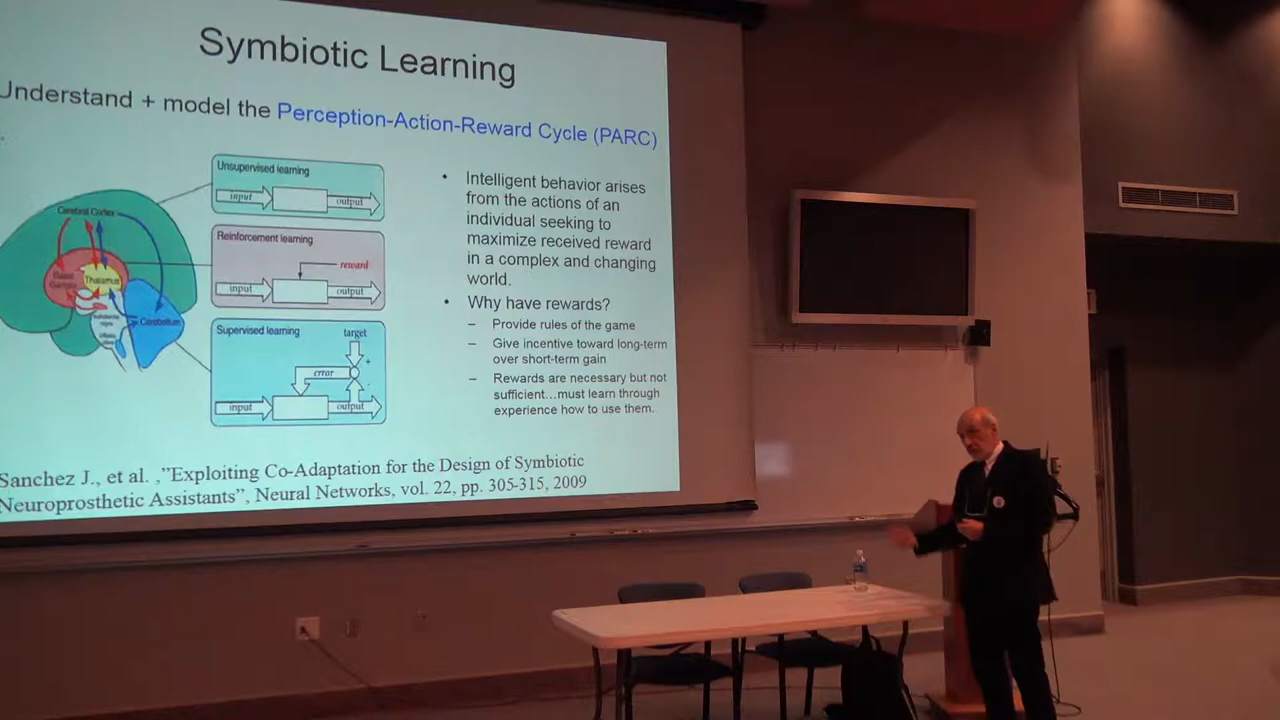 Symbiotic Learning
Understand + model the Perception-Action-Reward Cycle (PARC)
Unsupervised learning
input
output
Cerebral Cortex
Basal
Ganglia
Thalamus
Cerebellum
Reinforcement learning
reward
input
output
Supervised learning
target
+
error
-
input
output
• Intelligent behavior arises
from the actions of an
individual seeking to
maximize received reward
in a complex and changing
world.
• Why have rewards?
– Provide rules of the game
– Give incentive toward long-term
over short-term gain
– Rewards are necessary but not
sufficient...must learn through
experience how to use them.
Sanchez J., et al. ,"Exploiting Co-Adaptation for the Design of Symbiotic
Neuroprosthetic Assistants", Neural Networks, vol. 22, pp. 305-315, 2009